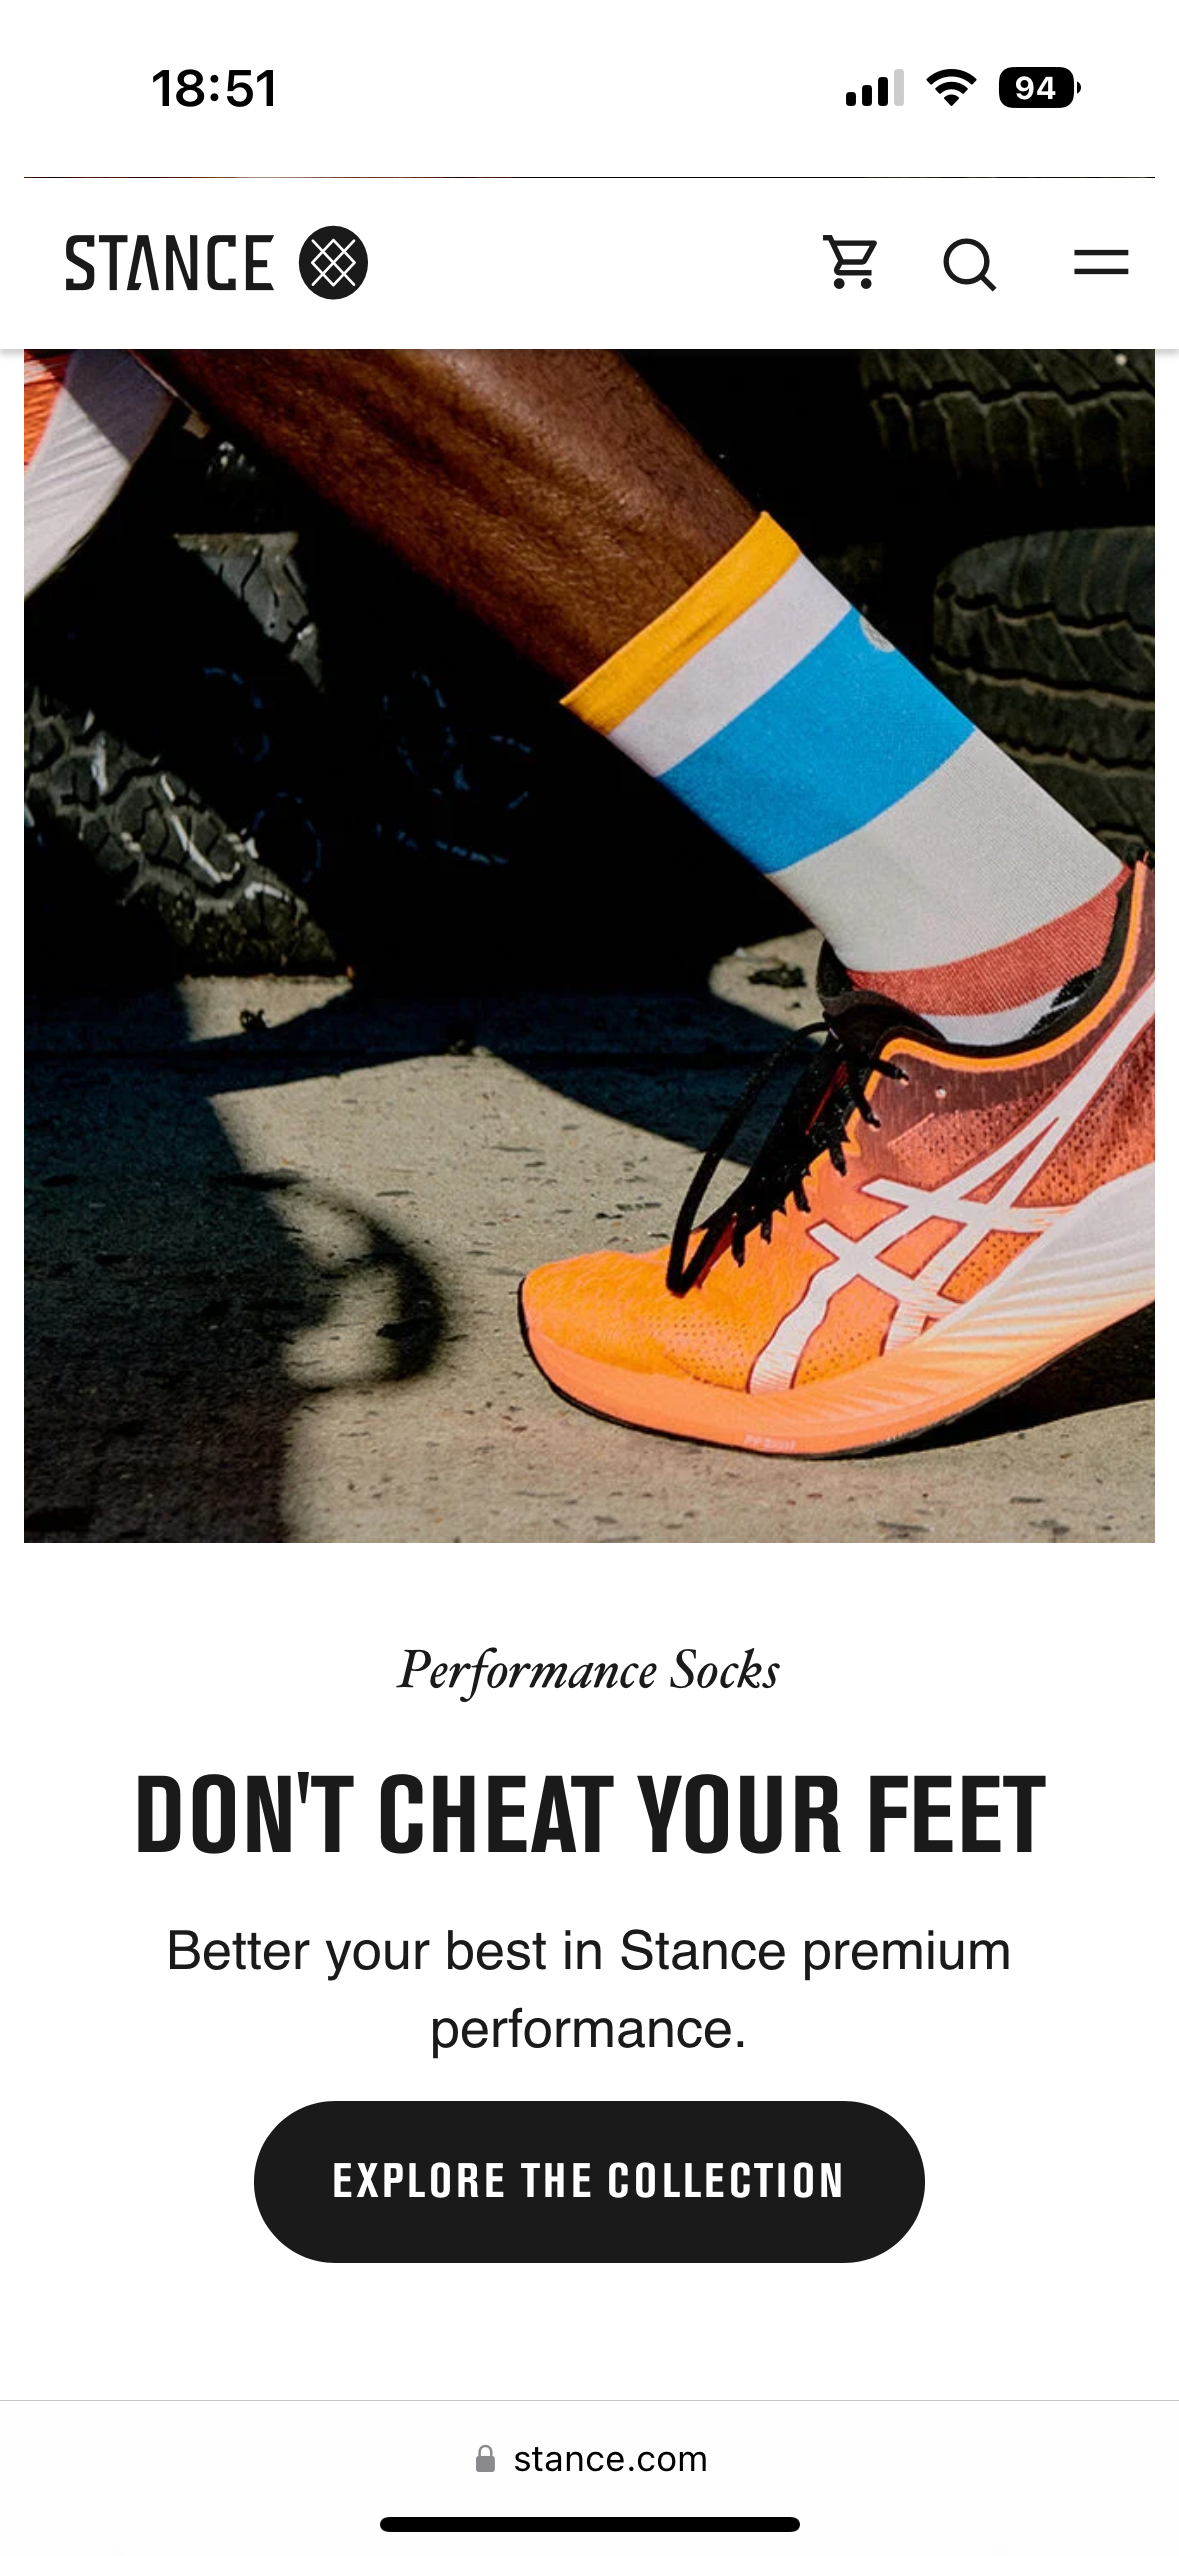 18:51
94
STANCE
Performance Socks
DON'T CHEAT YOUR FEET
Better your best in Stance premium
performance.
EXPLORE THE COLLECTION
stance.com